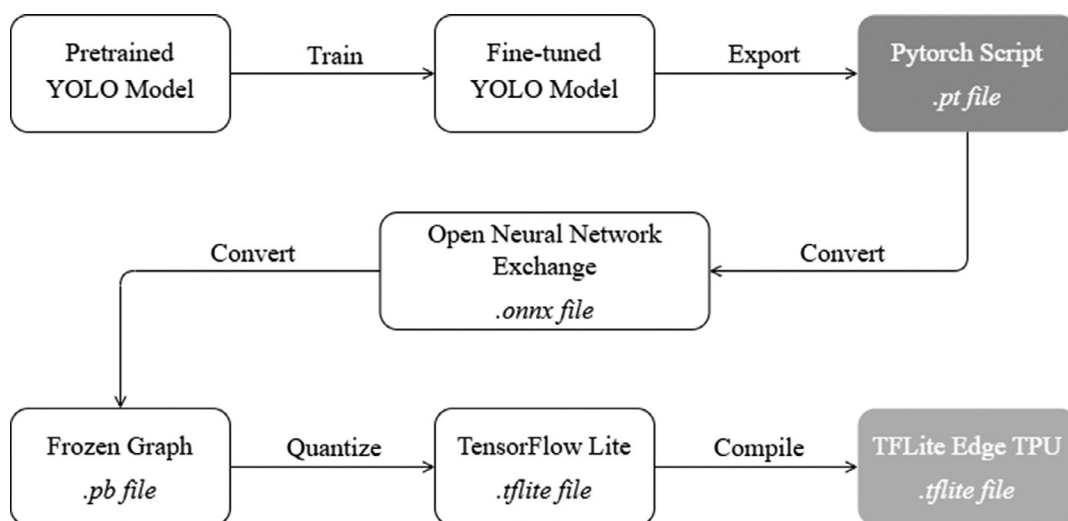 Pretrained
YOLO Model
Train
Fine-tuned
YOLO Model
Export
Pytorch Script
.pt file
Convert
Open Neural Network
Exchange
.onnx file
Convert
Frozen Graph
.pb file
Quantize
TensorFlow Lite
.tflite file
Compile
TFLite Edge TPU
.tflite file